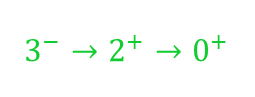 3⁻ → 2⁺ → 0⁺